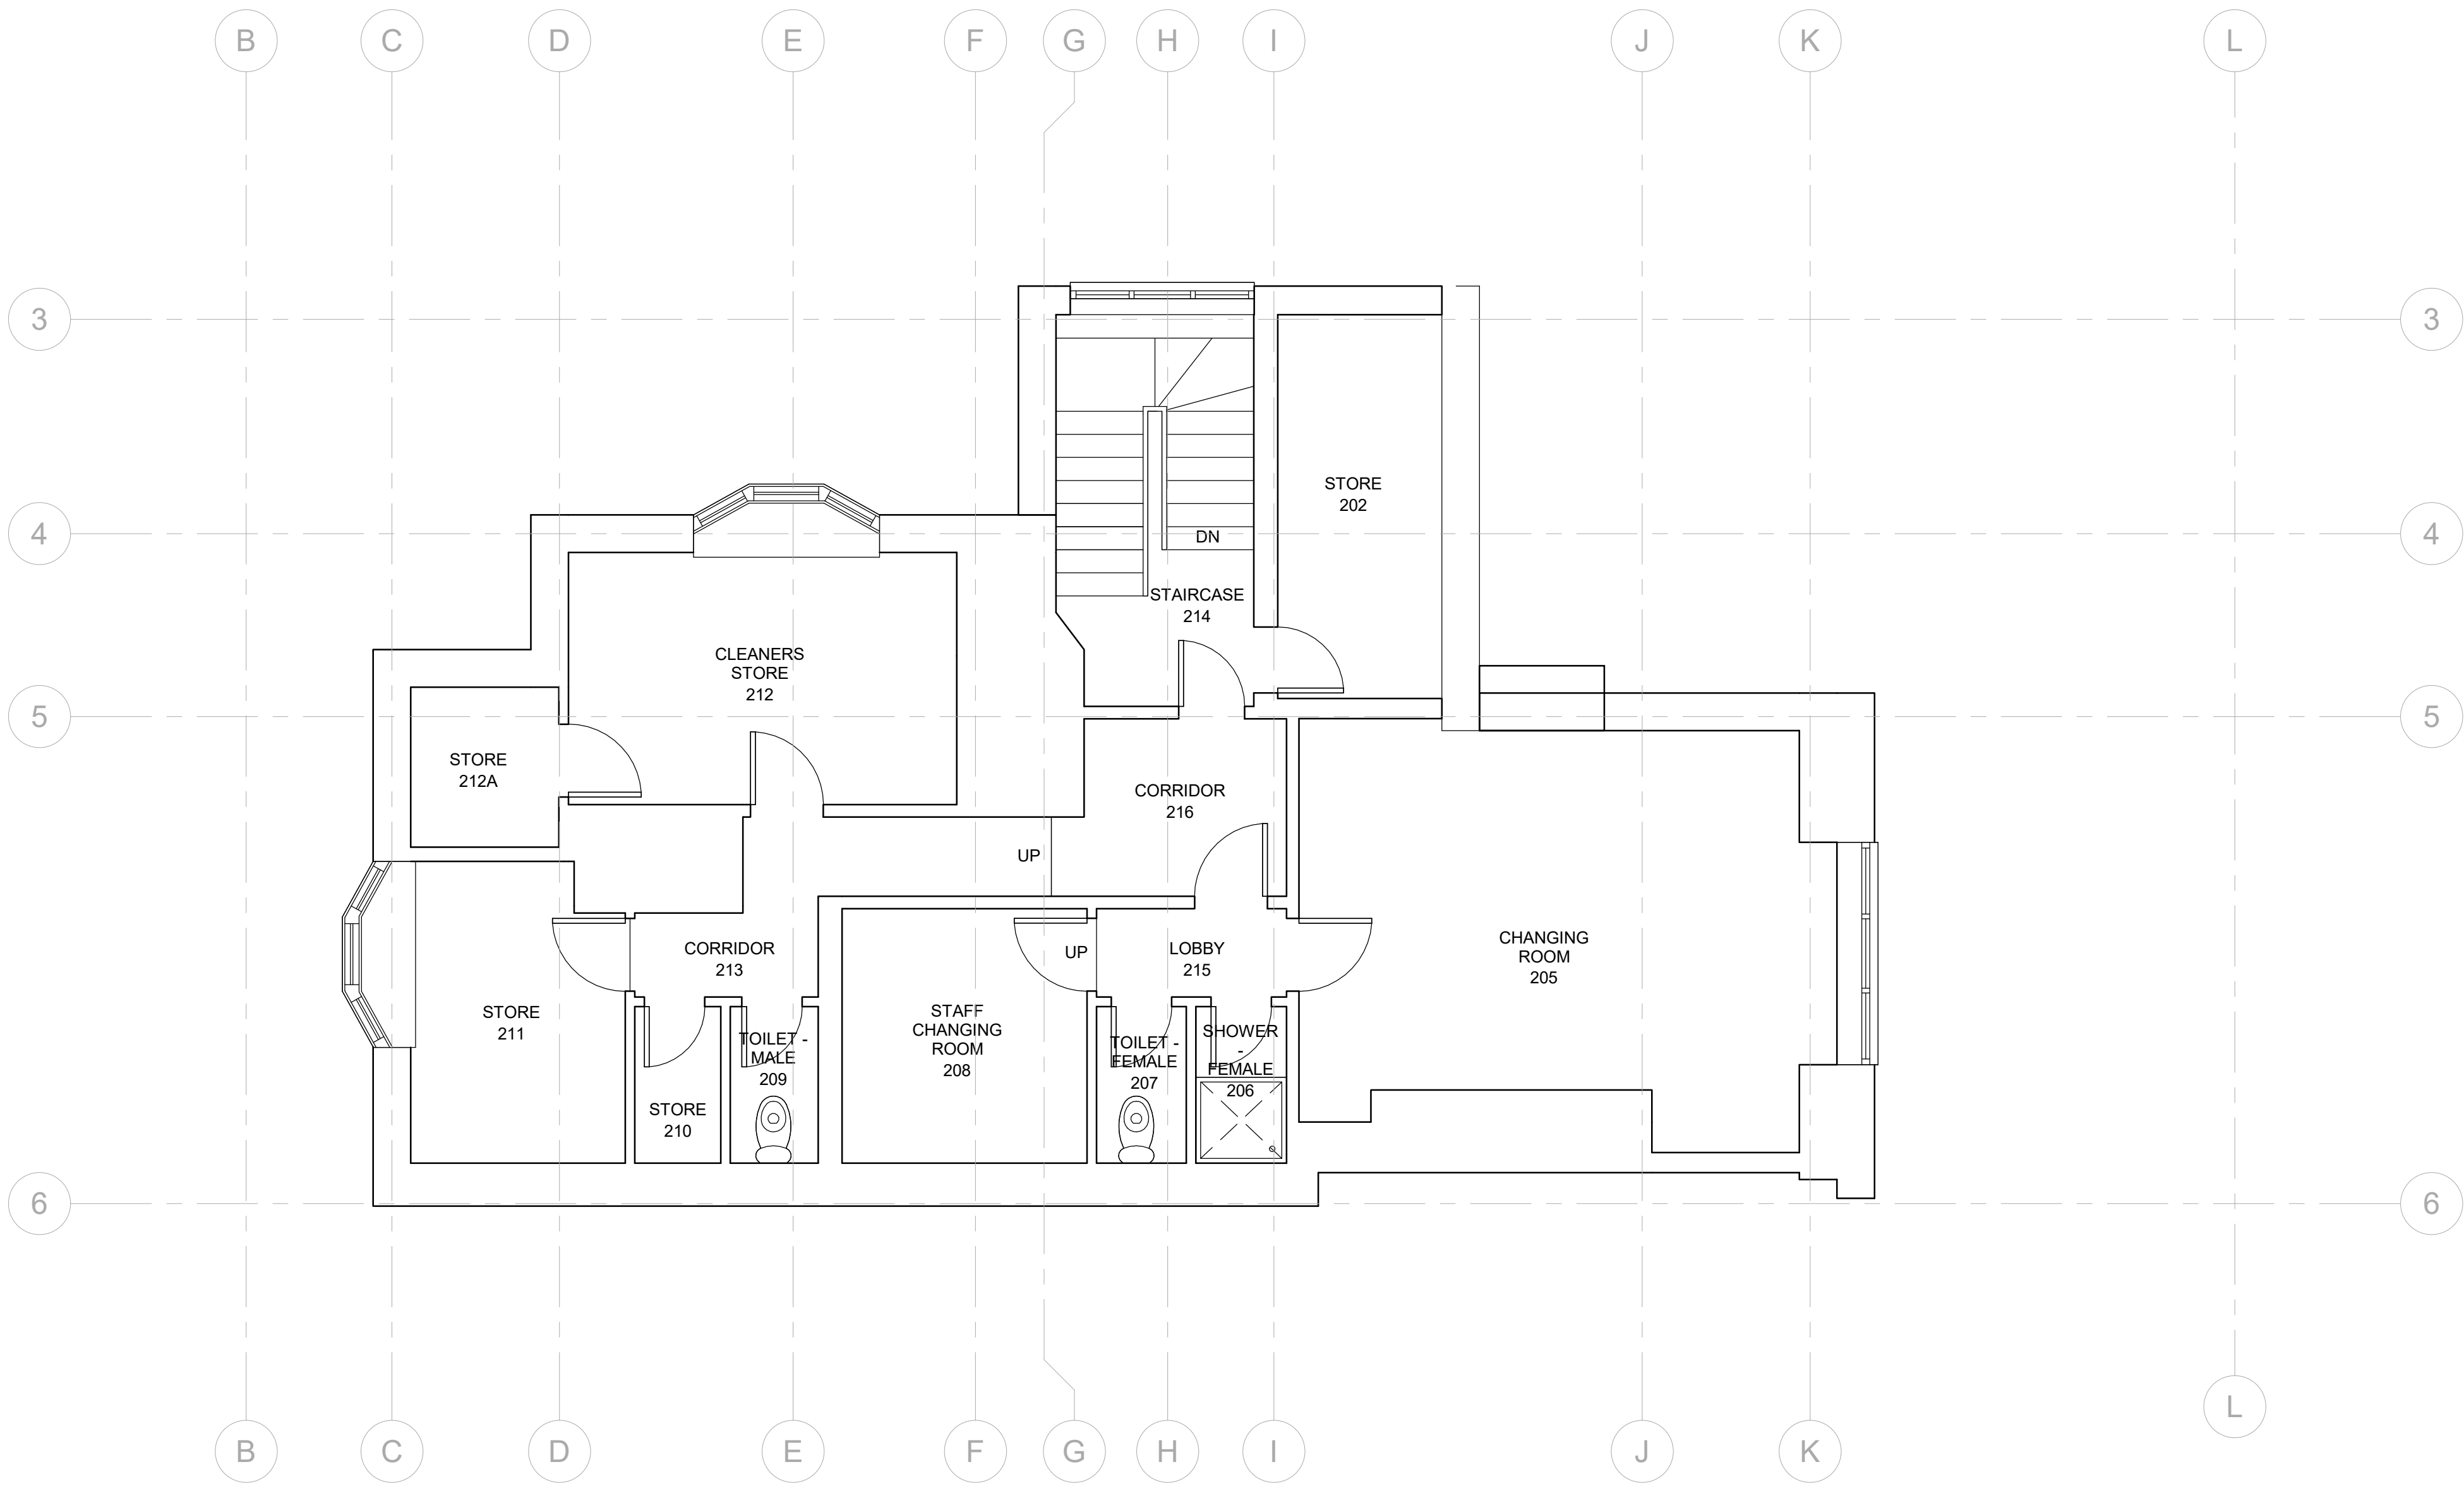 B
C
D
E
F
G
H
I
J
K
L
3
3
STORE
202
4
DN
4
STAIRCASE
214
CLEANERS
STORE
212
5
5
STORE
212A
CORRIDOR
216
UP
CORRIDOR
213
UP
LOBBY
215
CHANGING
ROOM
205
STORE
211
STAFF
CHANGING
ROOM
208
TOILET -
MALE
209
TOILET -
FEMALE
207
SHOWER
-
FEMALE
206
STORE
210
6
6
L
B
C
D
E
F
G
H
I
J
K